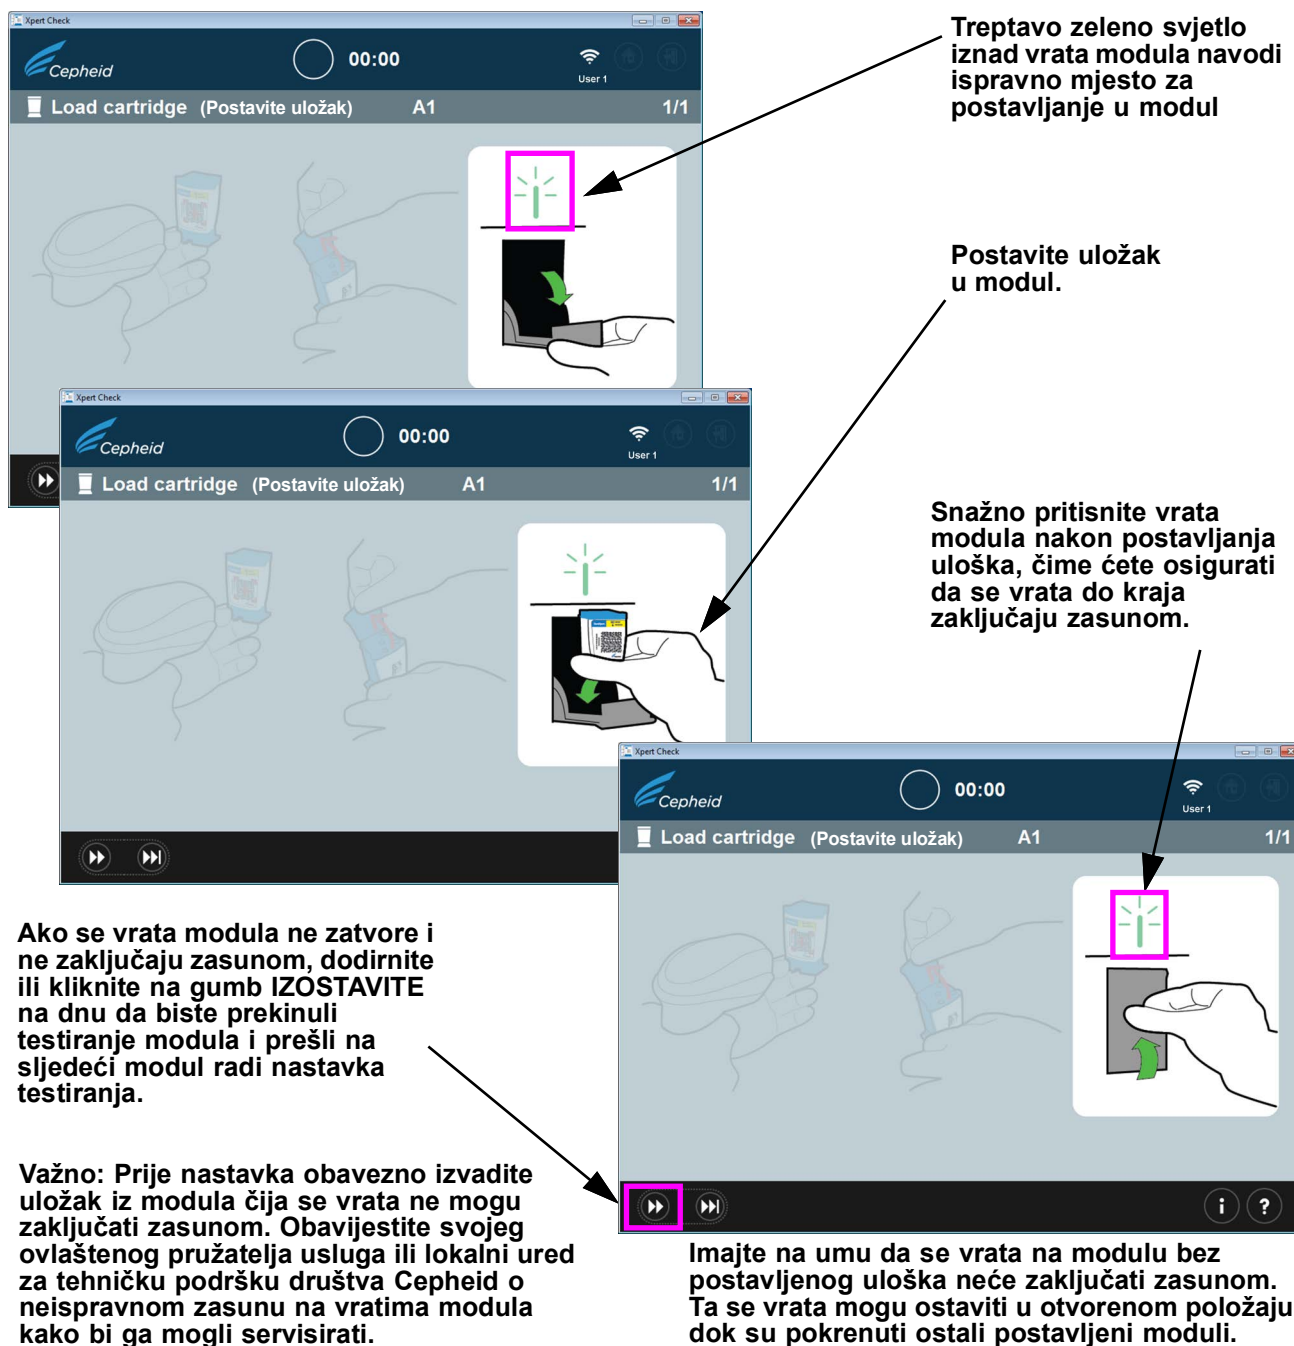 Xpert Check
Cepheid
00:00
User 1
Load cartridge (Postavite uložak) A1 1/1
Treptavo zeleno svjetlo
iznad vrata modula navodi
ispravno mjesto za
postavljanje u modul
Postavite uložak
u modul.
Xpert Check
Cepheid
00:00
User 1
Load cartridge (Postavite uložak) A1 1/1
Snažno pritisnite vrata
modula nakon postavljanja
uloška, čime ćete osigurati
da se vrata do kraja
zaključaju zasunom.
Xpert Check
Cepheid
00:00
User 1
Load cartridge (Postavite uložak) A1 1/1
Ako se vrata modula ne zatvore i
ne zaključaju zasunom, dodirnite
ili kliknite na gumb IZOSTAVITE
na dnu da biste prekinuli
testiranje modula i prešli na
sljedeći modul radi nastavka
testiranja.
Važno: Prije nastavka obavezno izvadite
uložak iz modula čija se vrata ne mogu
zaključati zasunom. Obavijestite svojeg
ovlaštenog pružatelja usluga ili lokalni ured
za tehničku podršku društva Cepheid o
neispravnom zasunu na vratima modula
kako bi ga mogli servisirati.
i ?
Imajte na umu da se vrata na modulu bez
postavljenog uloška neće zaključati zasunom.
Ta se vrata mogu ostaviti u otvorenom položaju
dok su pokrenuti ostali postavljeni moduli.